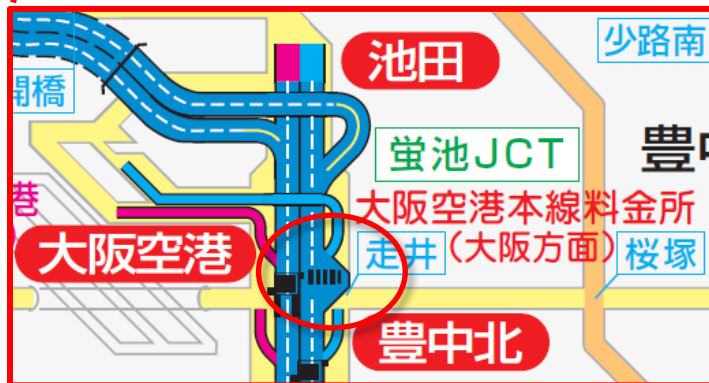 池田
少路南
開橋
蛍池JCT
豊中
港
大阪空港本線料金所
大阪空港
走井
(大阪方面)
桜塚
豊中北